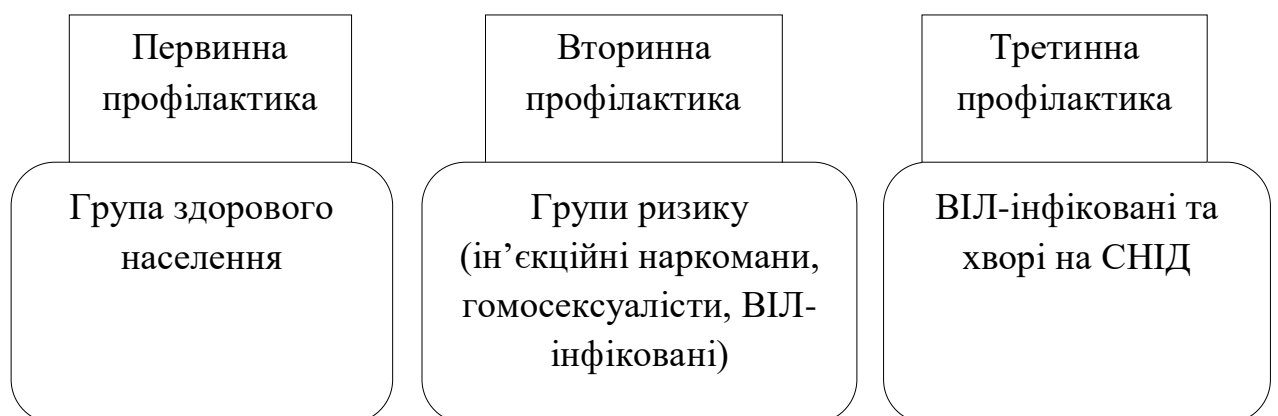 Первинна
профілактика
Група здорового
населення
Вторинна
профілактика
Групи ризику
(ін’єкційні наркомани,
гомосексуалісти, ВІЛ-
інфіковані)
Третинна
профілактика
ВІЛ-інфіковані та
хворі на СНІД